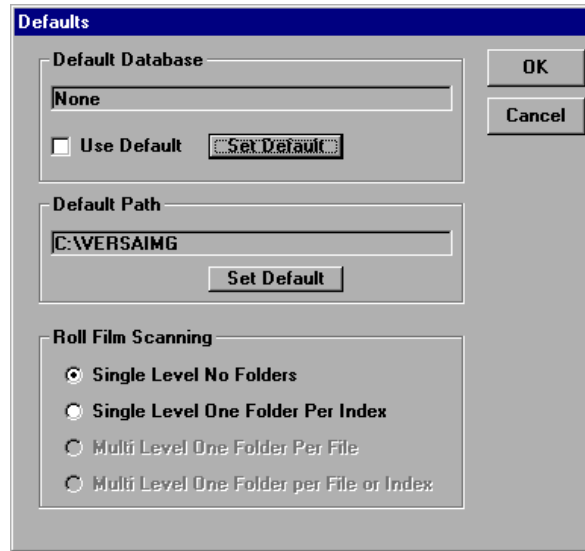 Defaults
Default Database
None
Use Default
Set Default
OK
Cancel
Default Path
C:\VERSAIMG
Set Default
Roll Film Scanning
Single Level No Folders
Single Level One Folder Per Index
Multi Level One Folder Per File
Multi Level One Folder per File or Index